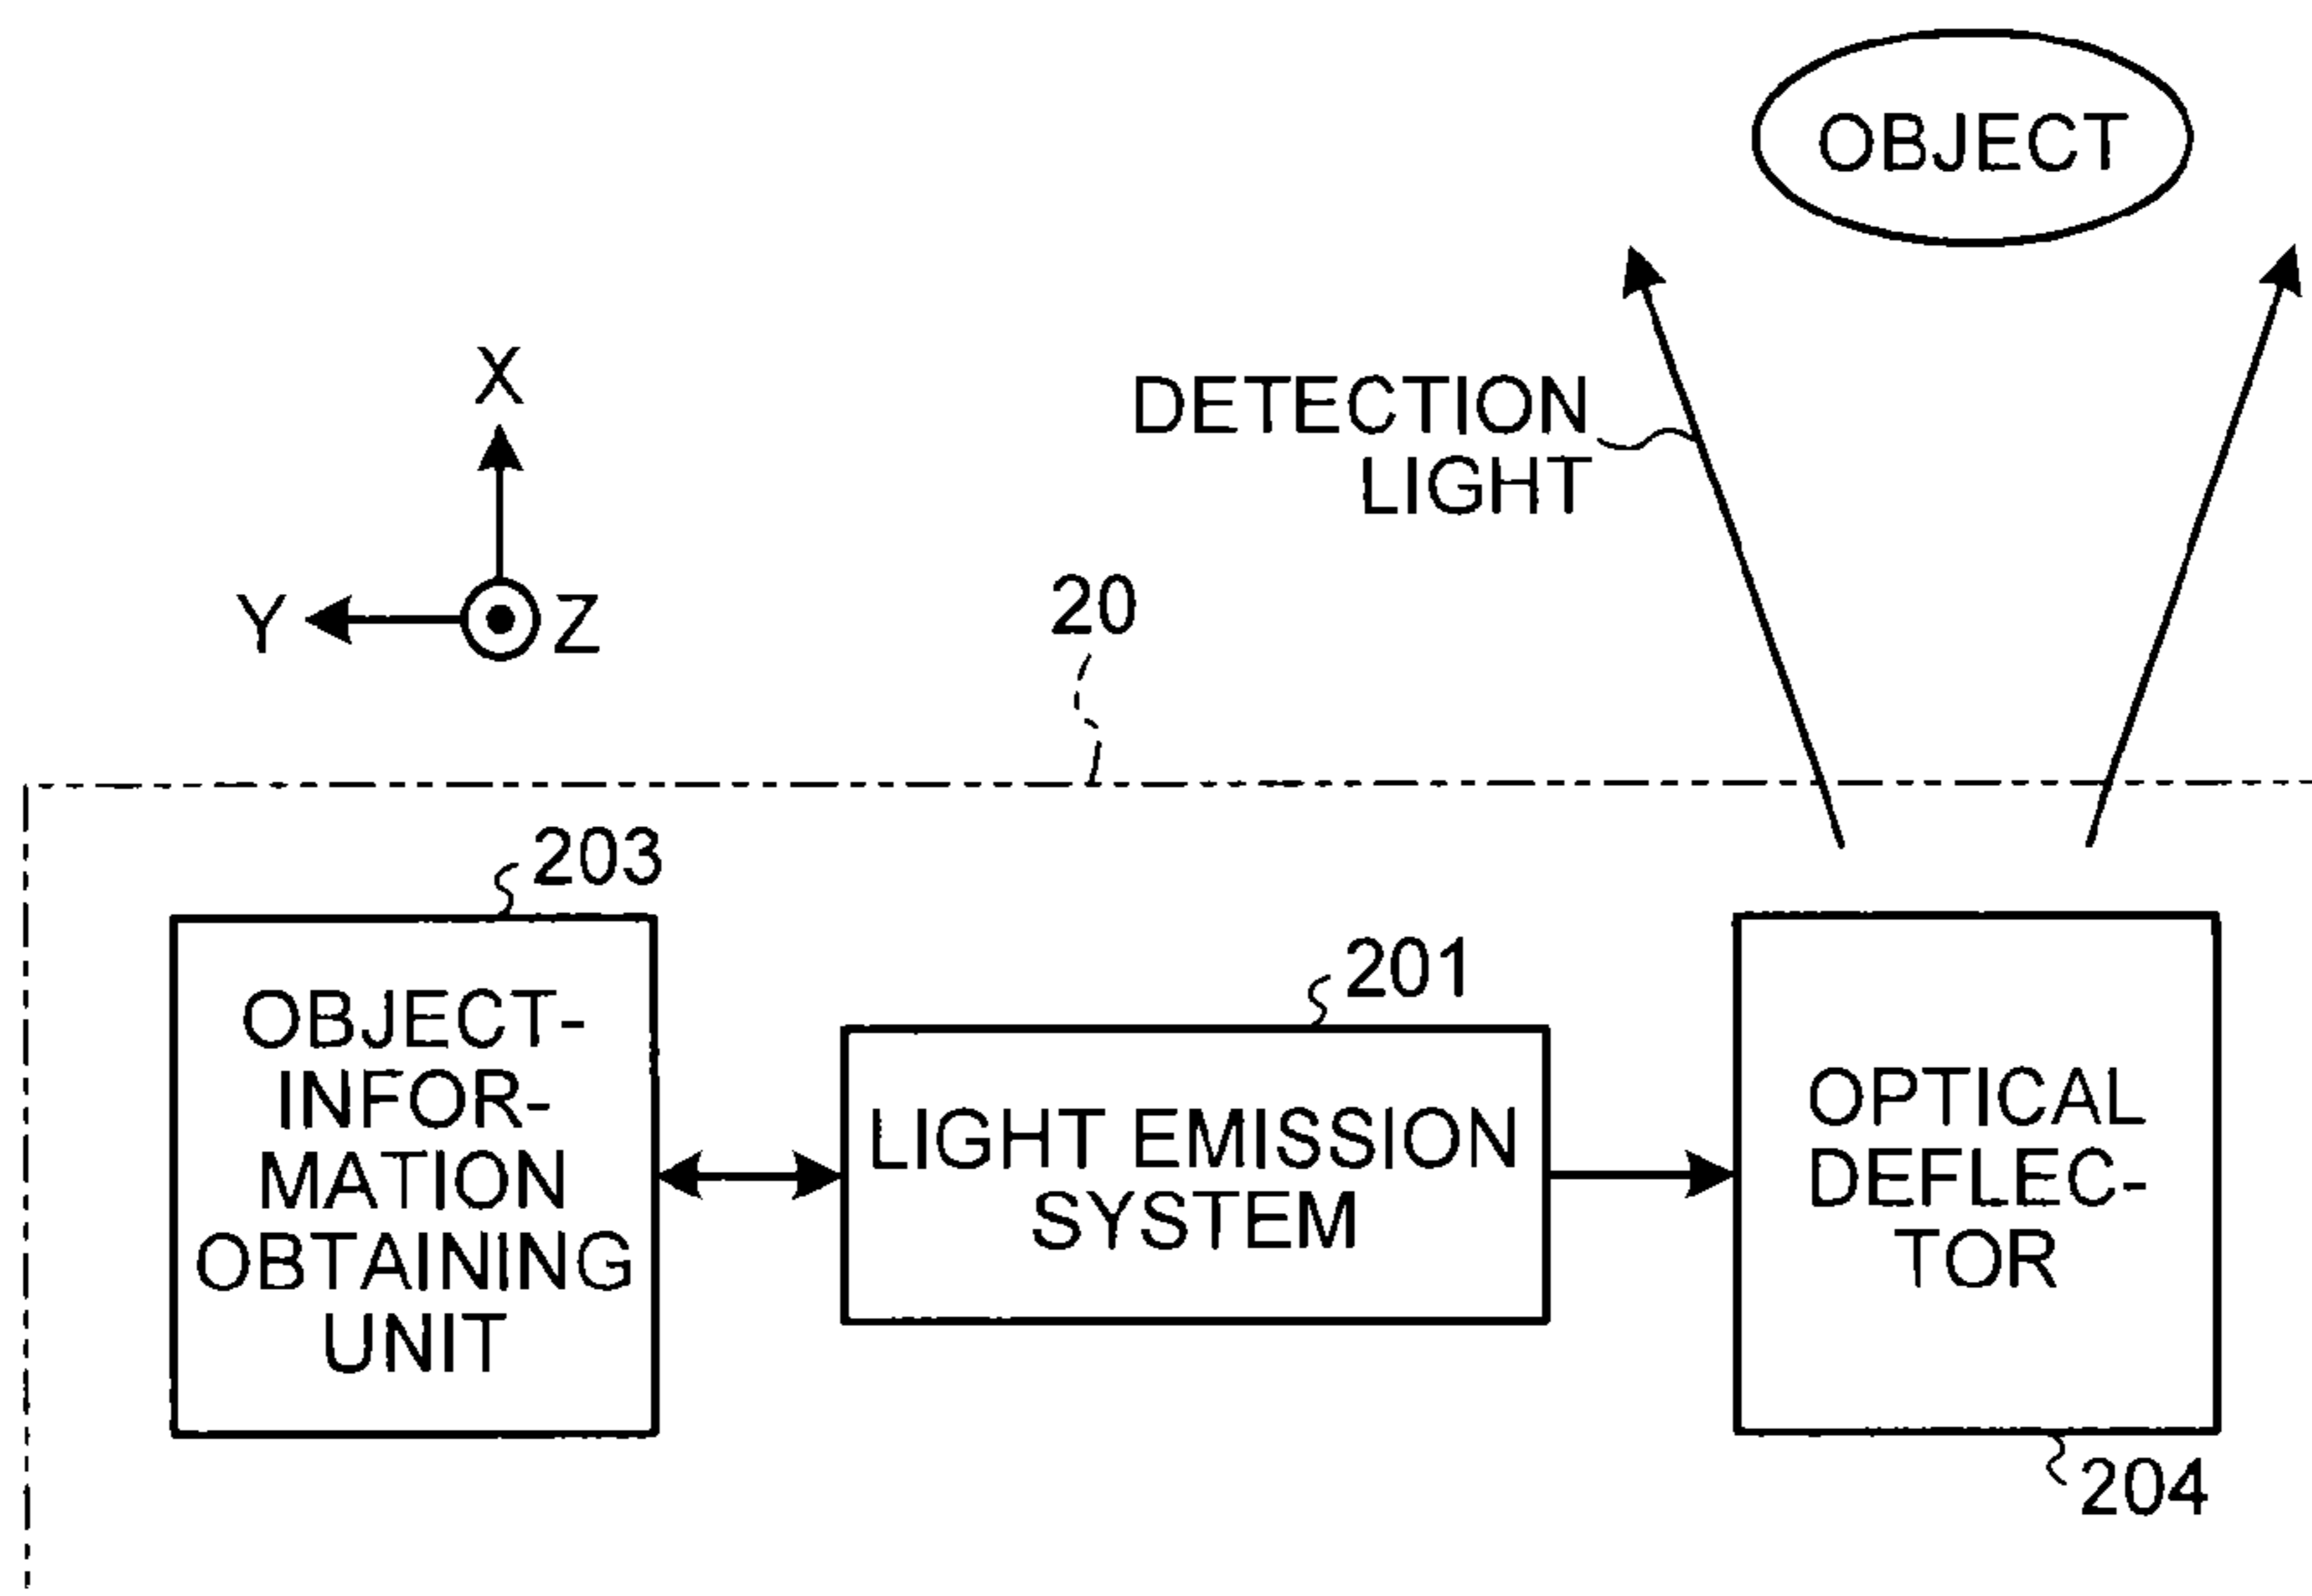 OBJECT
X
DETECTION
LIGHT
Y
Z
20
203
201
OBJECT-
INFOR-
MATION
OBTAINING
UNIT
LIGHT EMISSION
SYSTEM
OPTICAL
DEFLEC-
TOR
204